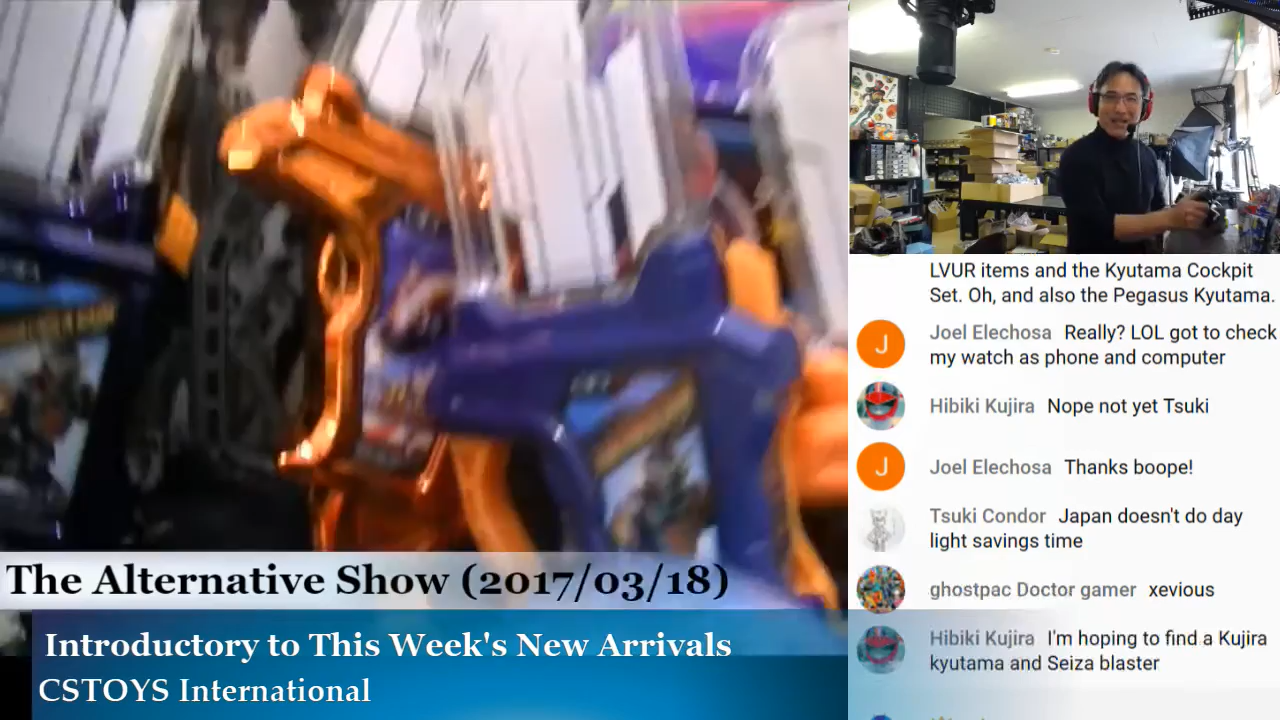 The Alternative Show (2017/03/18)
Introductory to This Week's New Arrivals
CSTOYS International
LVUR items and the Kyutama Cockpit
Set. Oh, and also the Pegasus Kyutama.
J
Joel Elechosa Really? LOL got to check
my watch as phone and computer
Hibiki Kujira Nope not yet Tsuki
J
Joel Elechosa Thanks boope!
Tsuki Condor Japan doesn't do day
light savings time
ghostpac Doctor gamer xevious
Hibiki Kujira I'm hoping to find a Kujira
kyutama and Seiza blaster